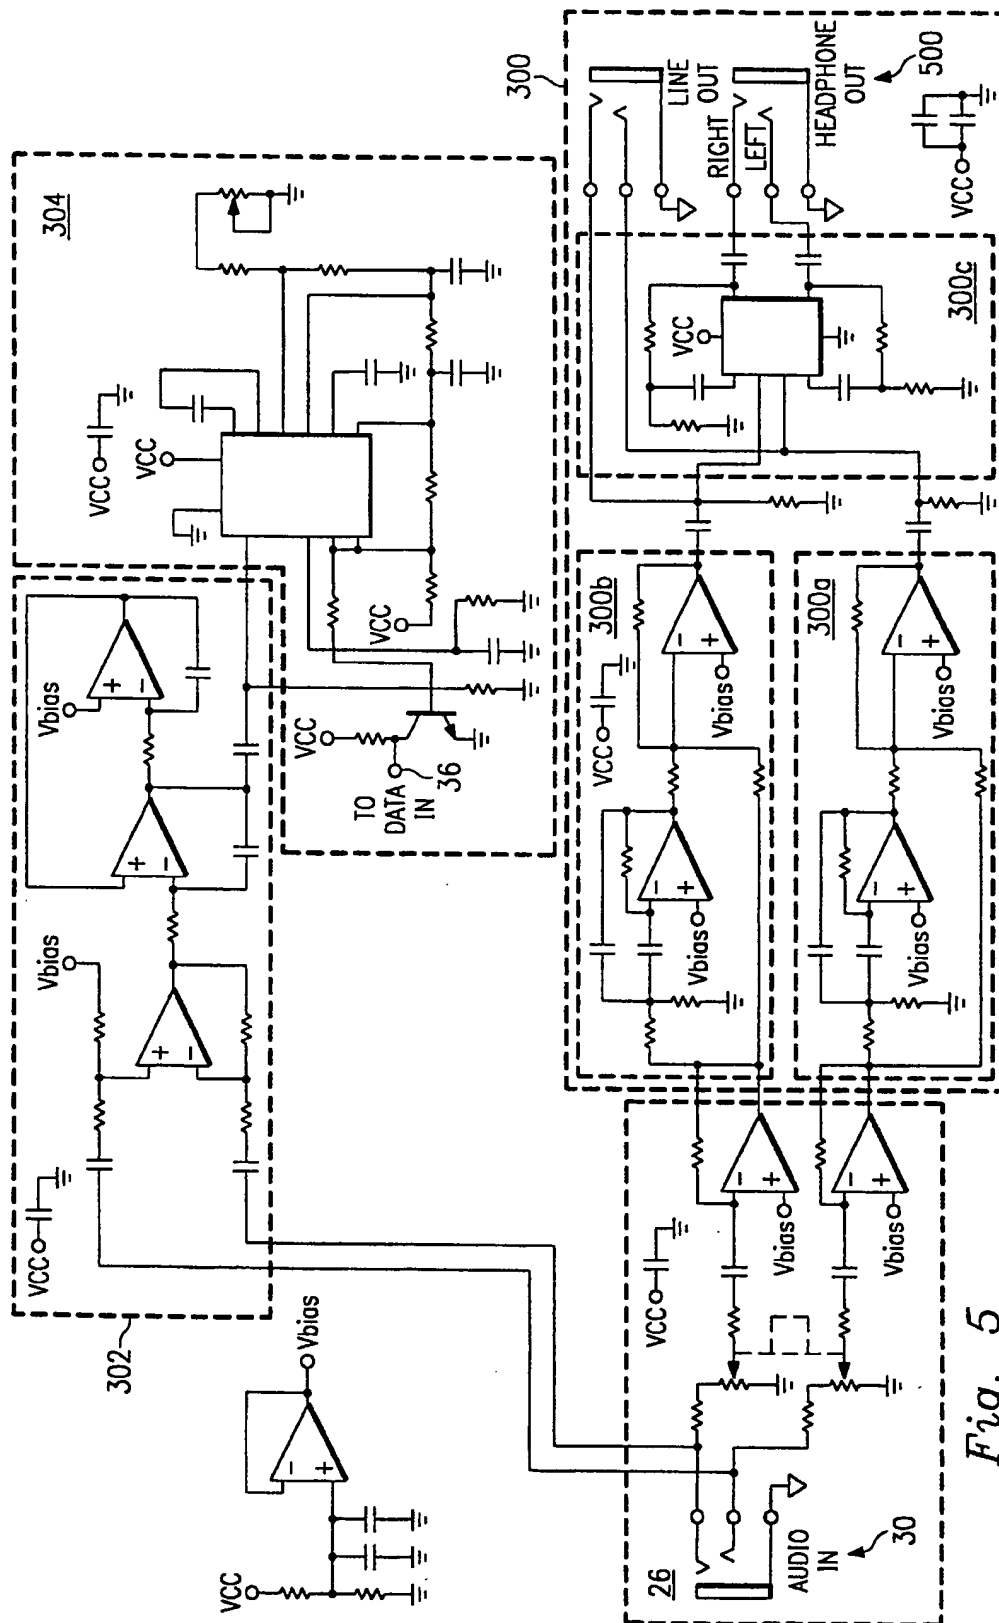 304
VCC
VCC
VCC
VCC
TO
DATA
IN
36
Vbias
Vbias
+
−
+
−
+
−
VCC
302
Vbias
−
+
VCC
300
LINE
OUT
RIGHT
LEFT
HEADPHONE
OUT
500
VCC
300c
VCC
300b
VCC
−
+
Vbias
−
+
Vbias
300a
−
+
Vbias
−
+
Vbias
VCC
−
+
Vbias
−
+
Vbias
26
AUDIO
IN
30
Fig. 5